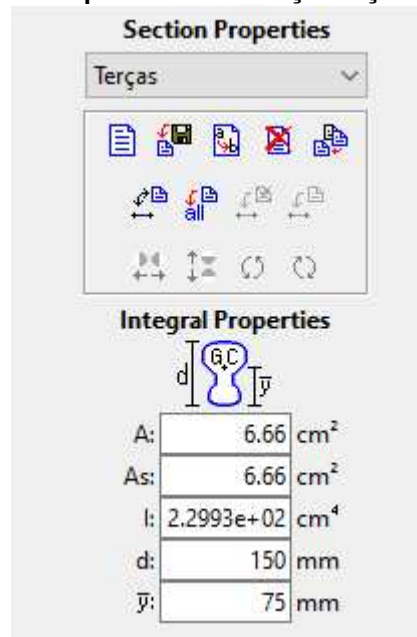 Section Properties
Terças
a
b
all
Integral Properties
G,C
d
y̅
A: 6.66 cm²
As: 6.66 cm²
I: 2.2993e+02 cm⁴
d: 150 mm
y̅: 75 mm